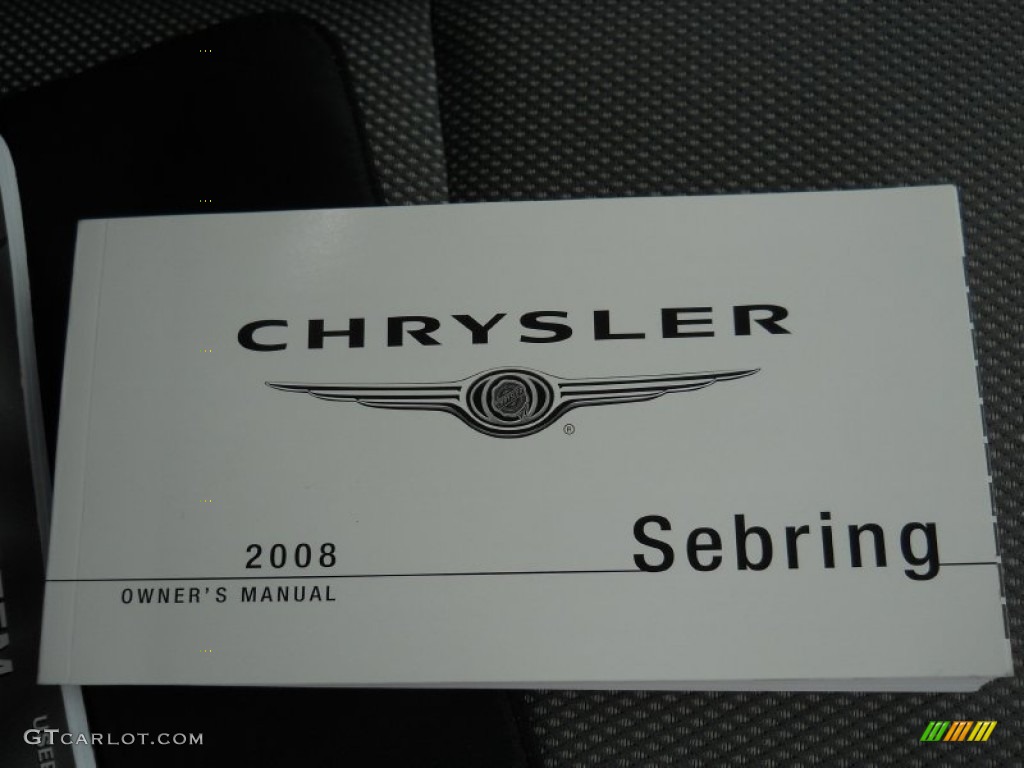 CHRYSLER
®
2008
Sebring
OWNER'S MANUAL
GTCARLOT.COM